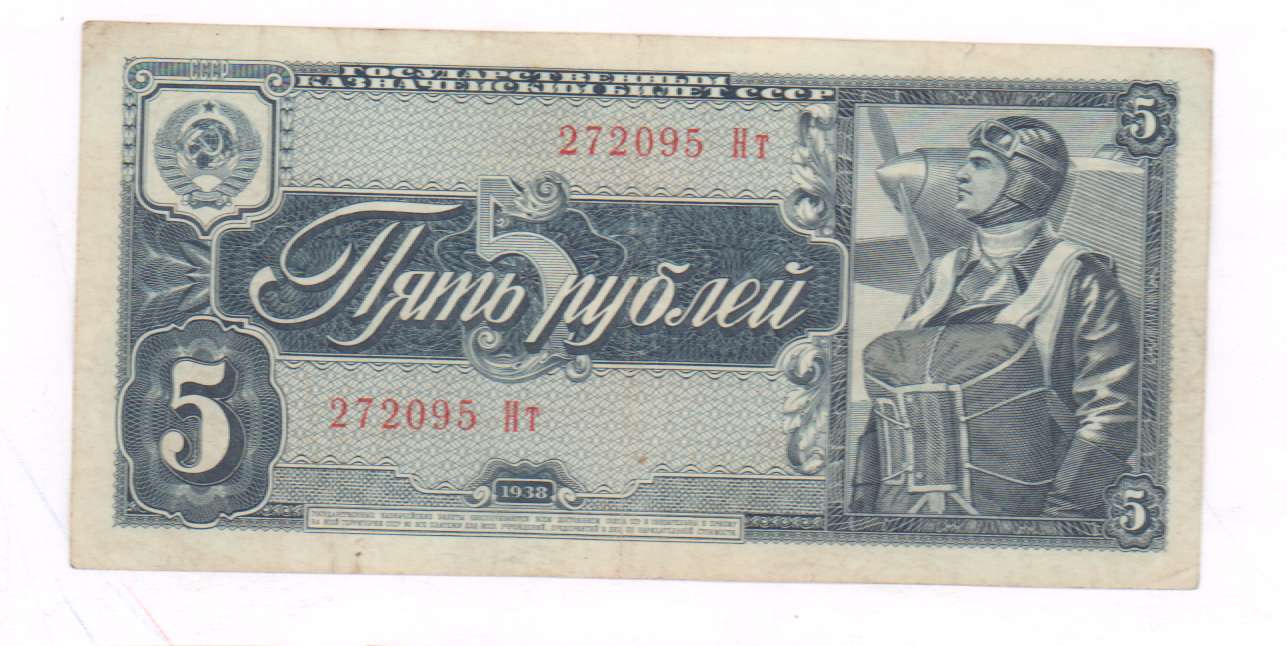 СССР
ГОСУДАРСТВЕННЫЙ
КАЗНАЧЕЙСКИЙ БИЛЕТ СССР
5
272095 Нт
5
Пять рублей
5
272095 Нт
1938
5